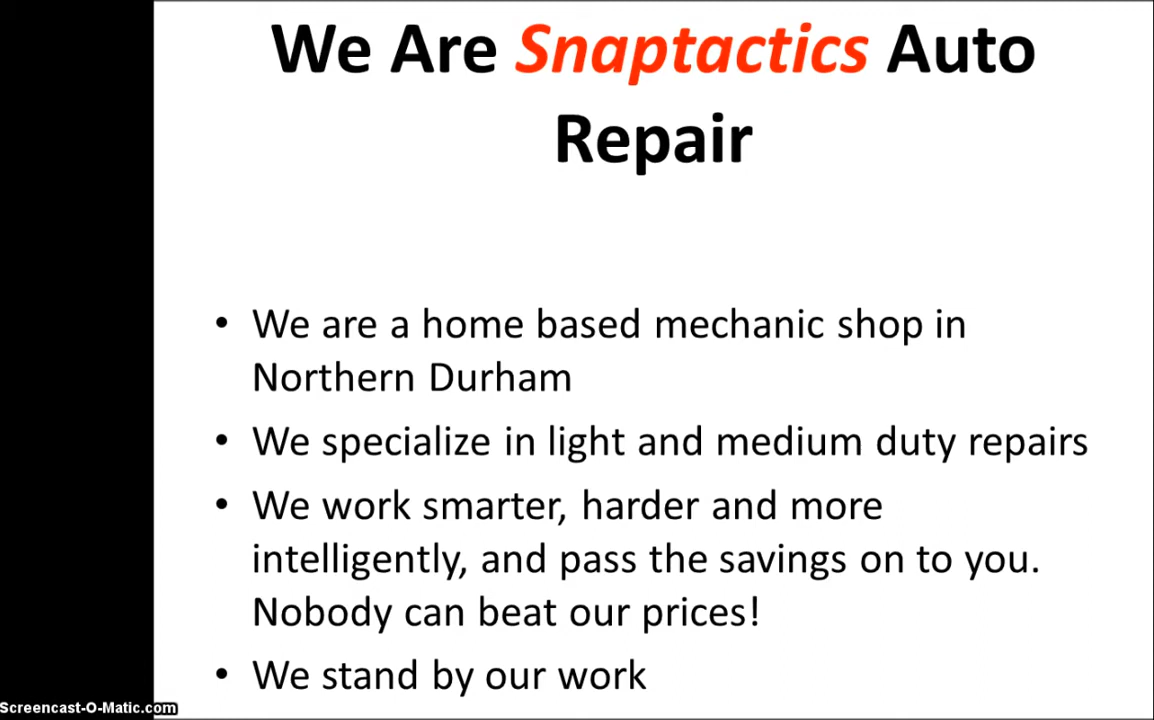 We Are Snaptactics Auto
Repair
• We are a home based mechanic shop in
Northern Durham
• We specialize in light and medium duty repairs
• We work smarter, harder and more
intelligently, and pass the savings on to you.
Nobody can beat our prices!
• We stand by our work
Screencast-O-Matic.com